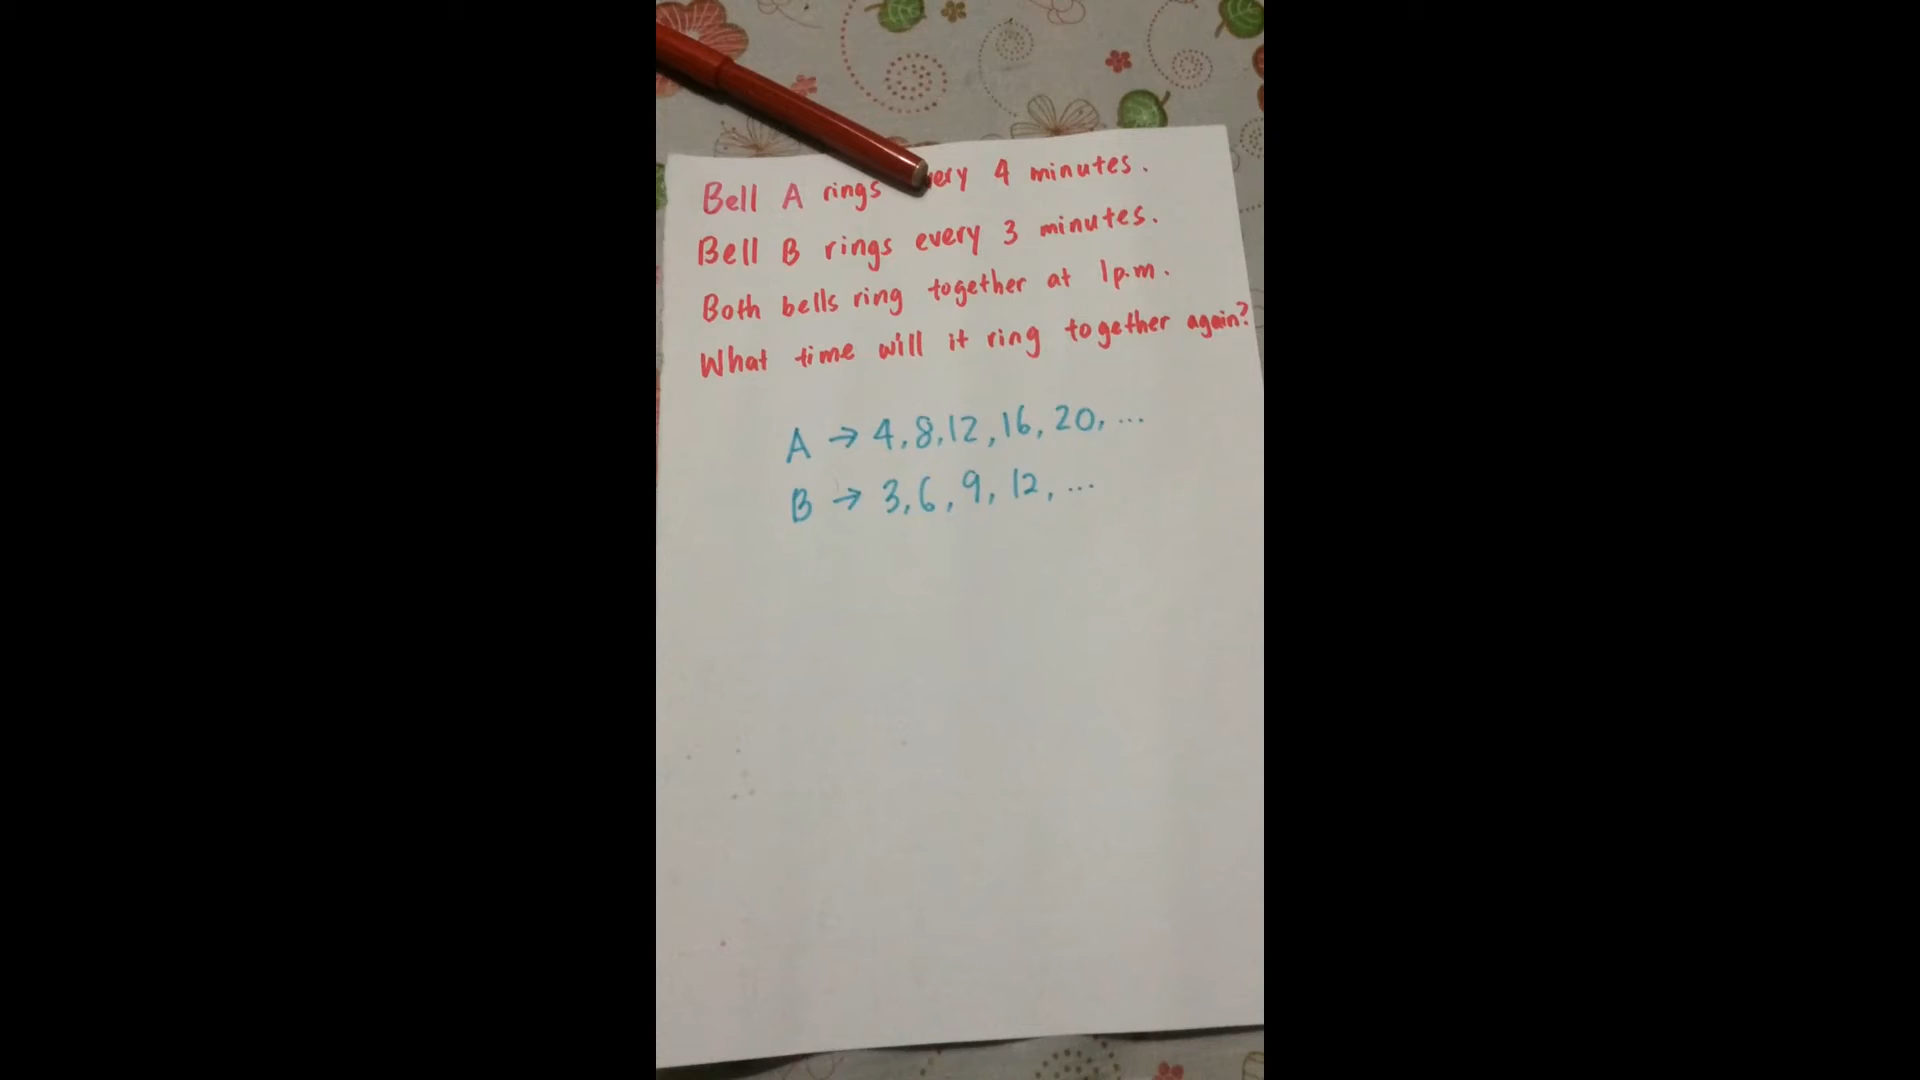 Bell A rings every 4 minutes.
Bell B rings every 3 minutes.
Both bells ring together at 1p.m.
What time will it ring together again?
A → 4, 8, 12, 16, 20, ...
B → 3, 6, 9, 12, ...